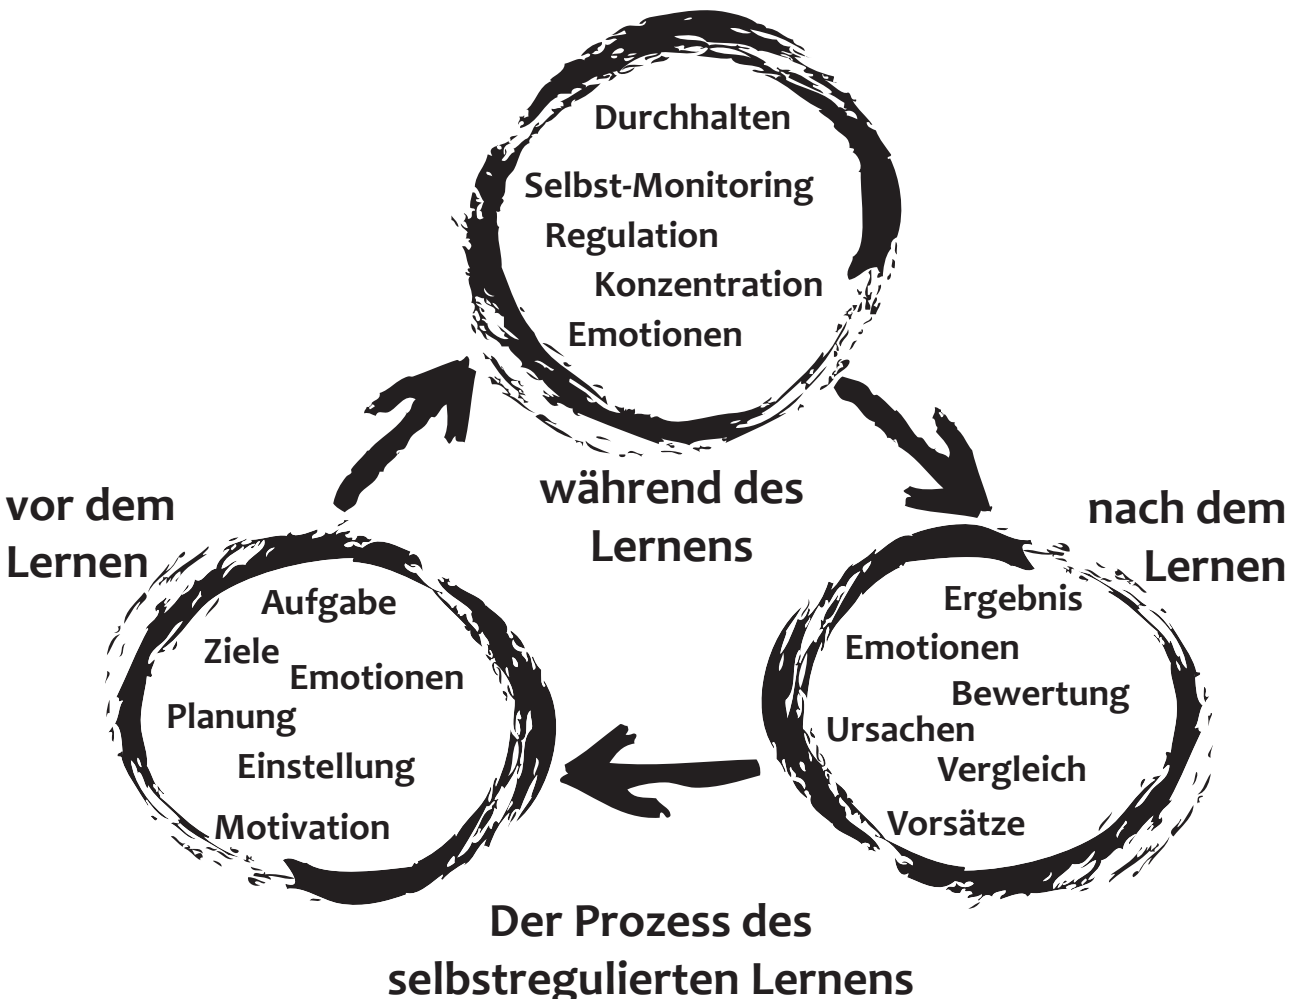 Durchhalten
Selbst-Monitoring
Regulation
Konzentration
Emotionen
während des
Lernens
vor dem
Lernen
Aufgabe
Ziele
Emotionen
Planung
Einstellung
Motivation
nach dem
Lernen
Ergebnis
Emotionen
Bewertung
Ursachen
Vergleich
Vorsätze
Der Prozess des
selbstregulierten Lernens